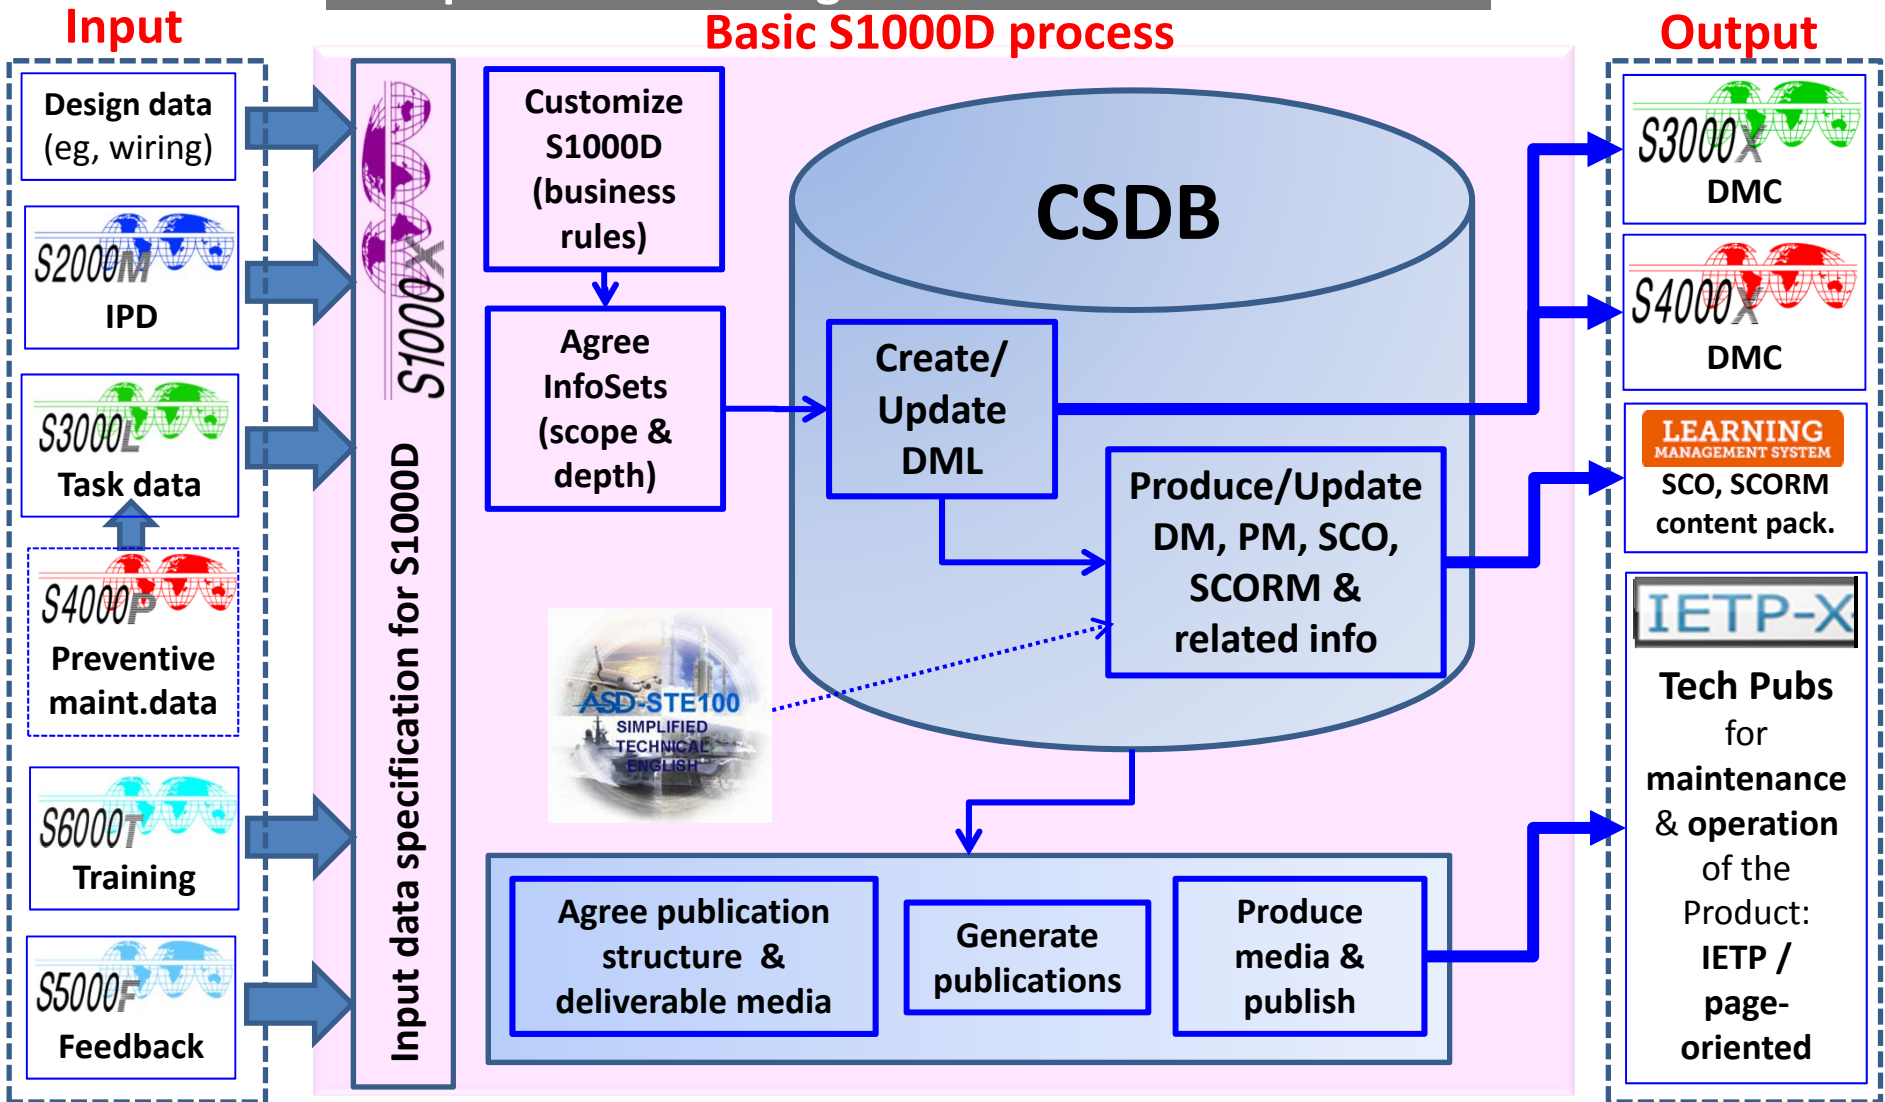 Input
Basic S1000D process
Output
Design data
(eg, wiring)
S2000M
IPD
S3000L
Task data
S4000P
Preventive
maint.data
S6000T
Training
S5000F
Feedback
S1000X
Input data specification for S1000D
Customize
S1000D
(business
rules)
Agree
InfoSets
(scope &
depth)
CSDB
Create/
Update
DML
Produce/Update
DM, PM, SCO,
SCORM &
related info
ASD-STE100
SIMPLIFIED
TECHNICAL
ENGLISH
Agree publication
structure &
deliverable media
Generate
publications
Produce
media &
publish
S3000X
DMC
S4000X
DMC
LEARNING
MANAGEMENT SYSTEM
SCO, SCORM
content pack.
IETP-X
Tech Pubs
for
maintenance
& operation
of the
Product:
IETP /
page-
oriented